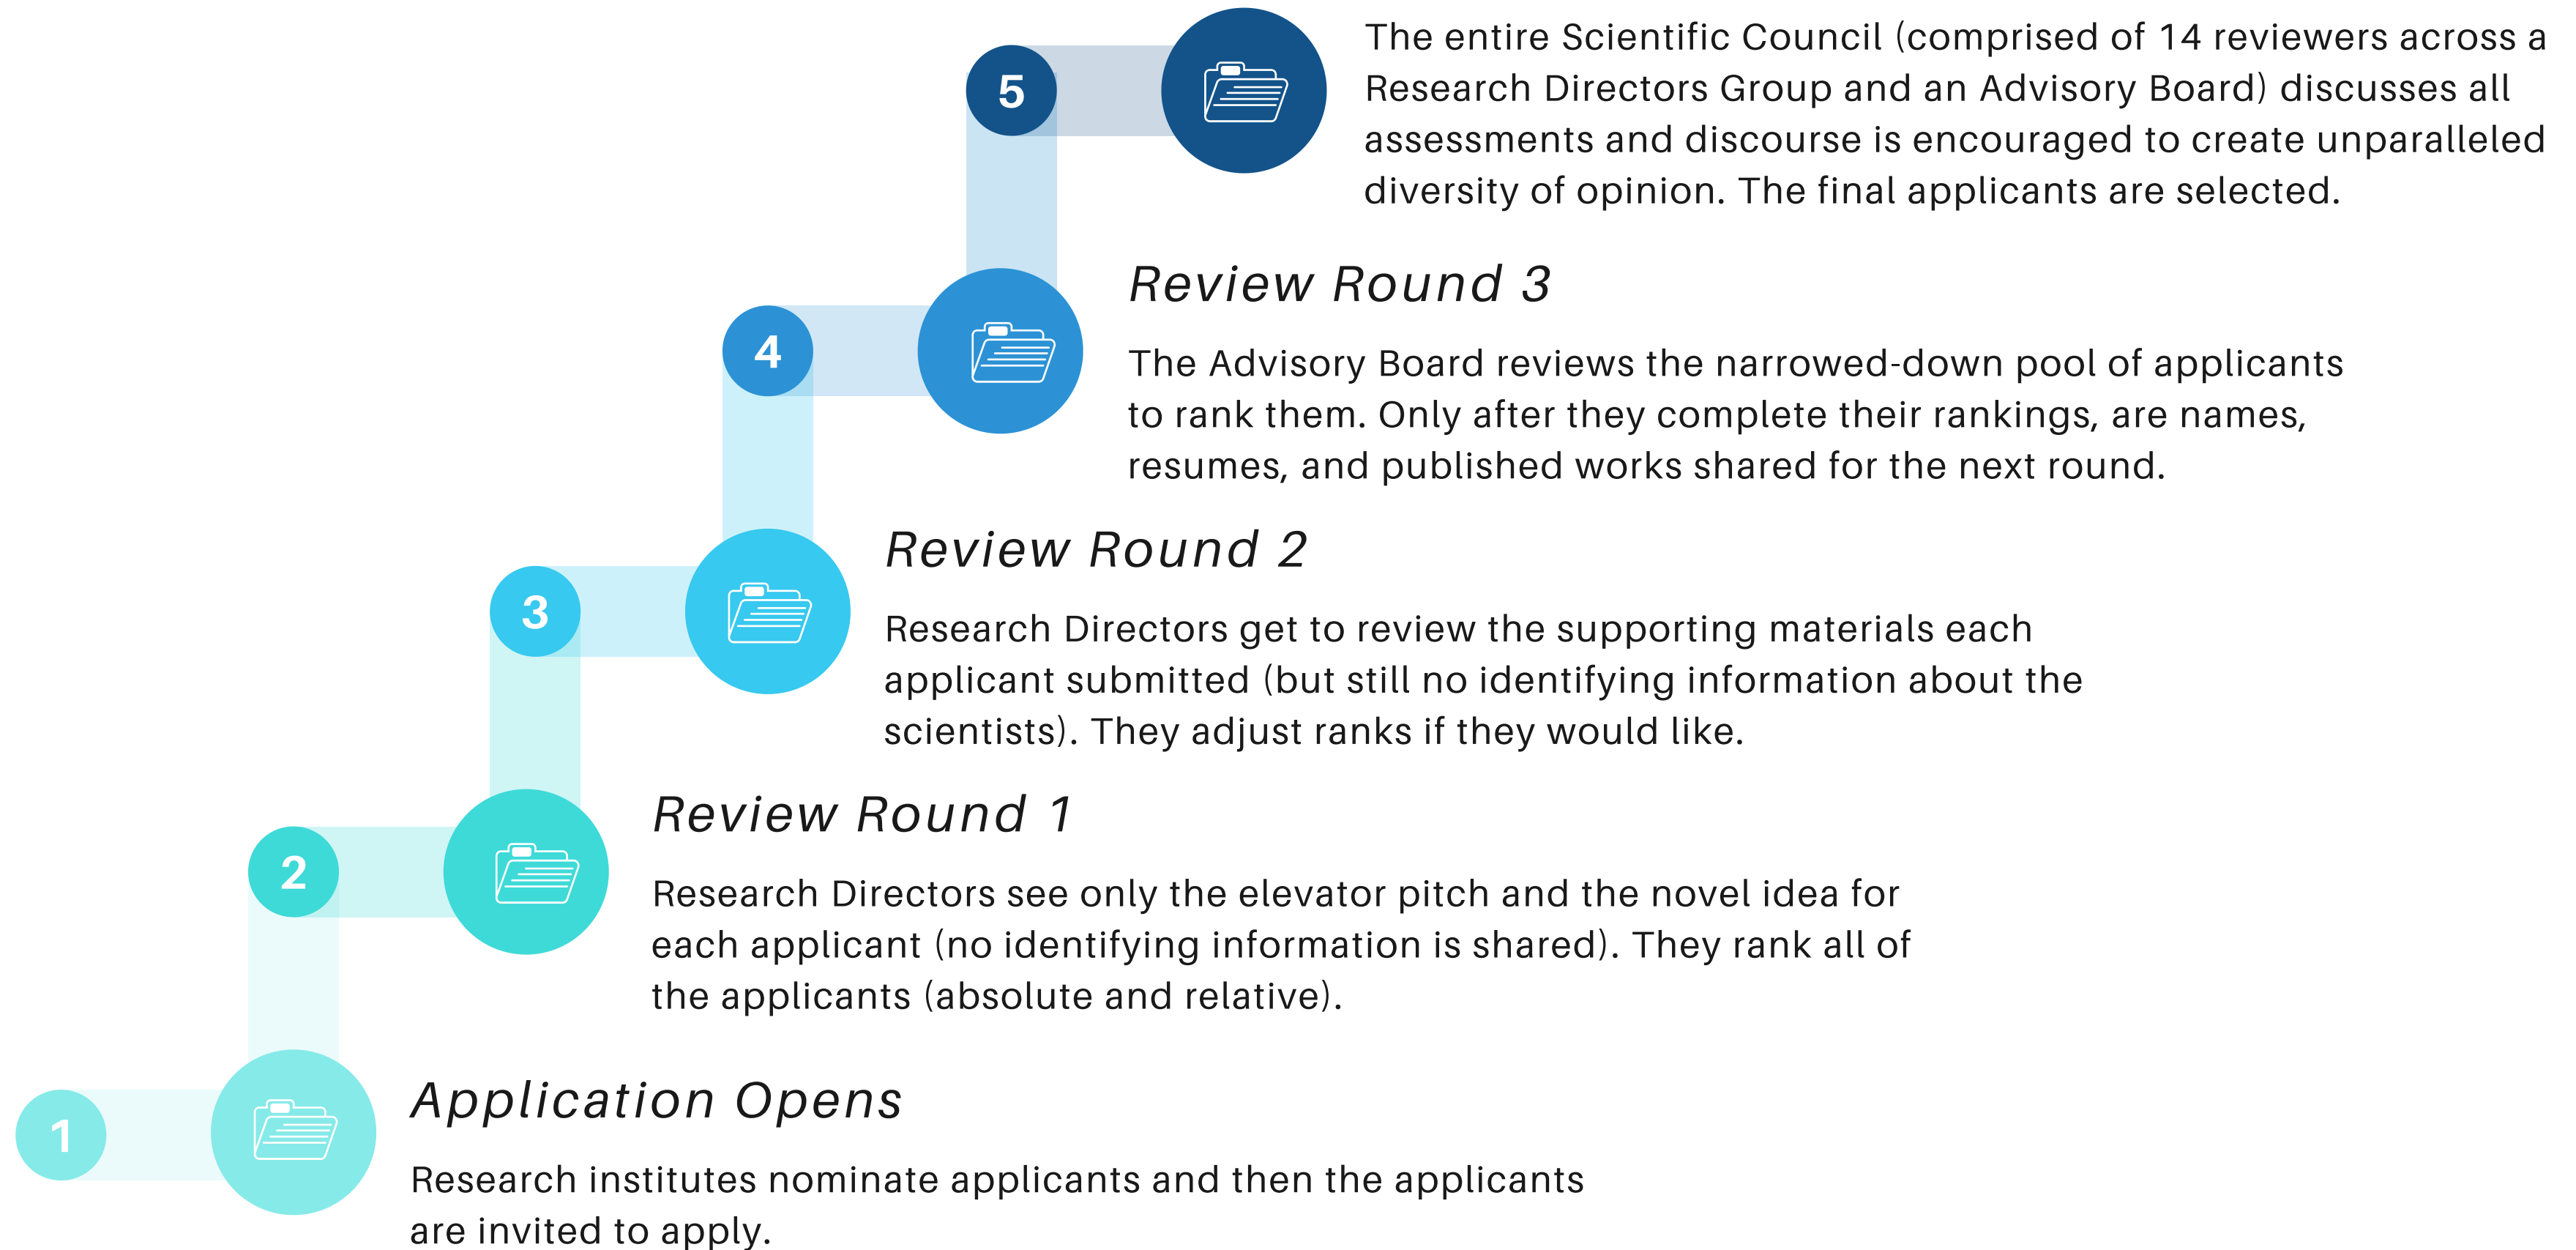 5
The entire Scientific Council (comprised of 14 reviewers across a
Research Directors Group and an Advisory Board) discusses all
assessments and discourse is encouraged to create unparalleled
diversity of opinion. The final applicants are selected.
4
Review Round 3
The Advisory Board reviews the narrowed-down pool of applicants
to rank them. Only after they complete their rankings, are names,
resumes, and published works shared for the next round.
3
Review Round 2
Research Directors get to review the supporting materials each
applicant submitted (but still no identifying information about the
scientists). They adjust ranks if they would like.
2
Review Round 1
Research Directors see only the elevator pitch and the novel idea for
each applicant (no identifying information is shared). They rank all of
the applicants (absolute and relative).
1
Application Opens
Research institutes nominate applicants and then the applicants
are invited to apply.